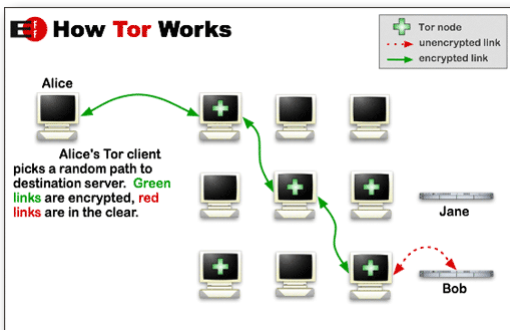 EFF How Tor Works
Tor node
unencrypted link
encrypted link
Alice
Alice's Tor client
picks a random path to
destination server. Green
links are encrypted, red
links are in the clear.
Jane
Bob